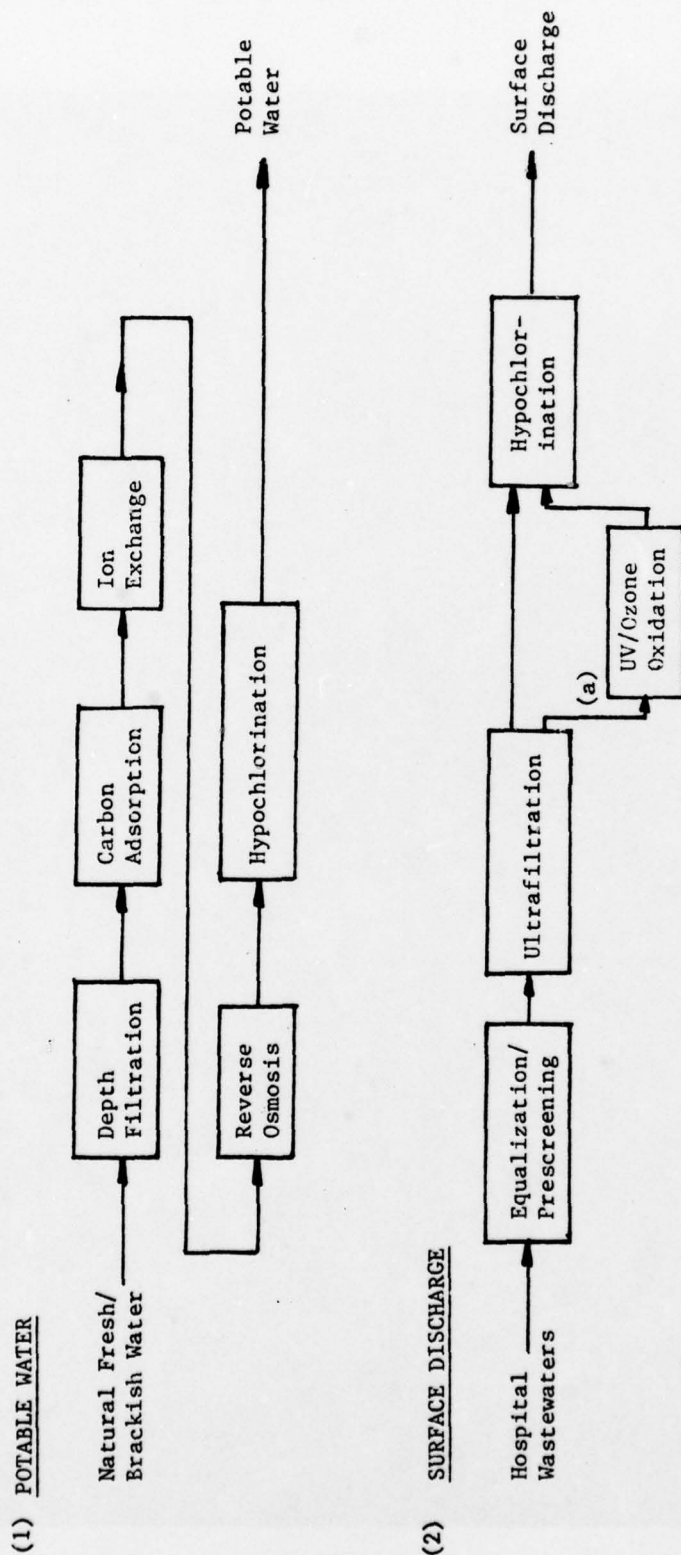 (1) POTABLE WATER
Natural Fresh/
Brackish Water
Depth
Filtration
Carbon
Adsorption
Ion
Exchange
Reverse
Osmosis
Hypochlorination
Potable
Water
(2) SURFACE DISCHARGE
Hospital
Wastewaters
Equalization/
Prescreening
Ultrafiltration
(a)
UV/Ozone
Oxidation
Hypochlor-
ination
Surface
Discharge